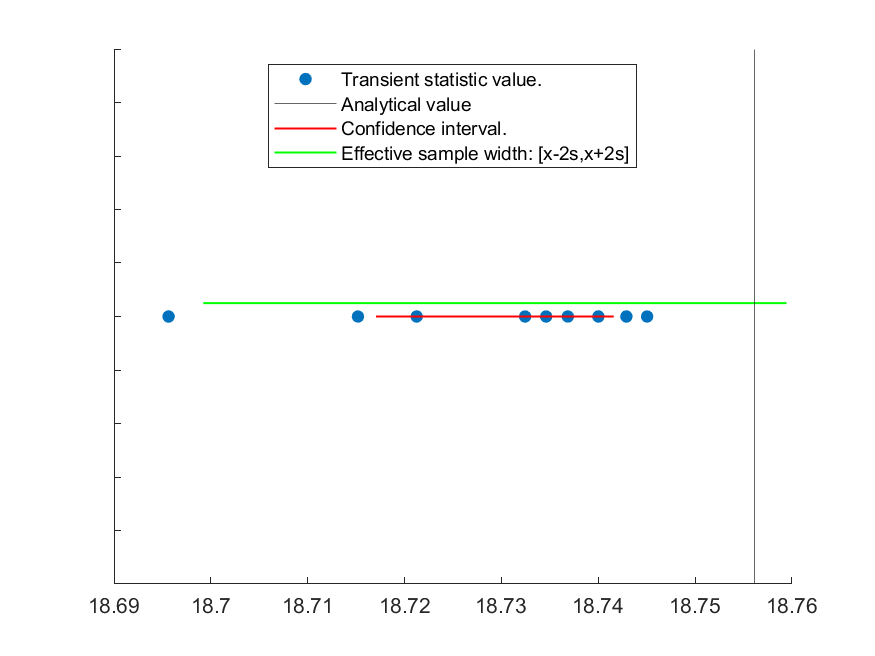 Transient statistic value.
Analytical value
Confidence interval.
Effective sample width: [x-2s,x+2s]
18.69 18.7 18.71 18.72 18.73 18.74 18.75 18.76